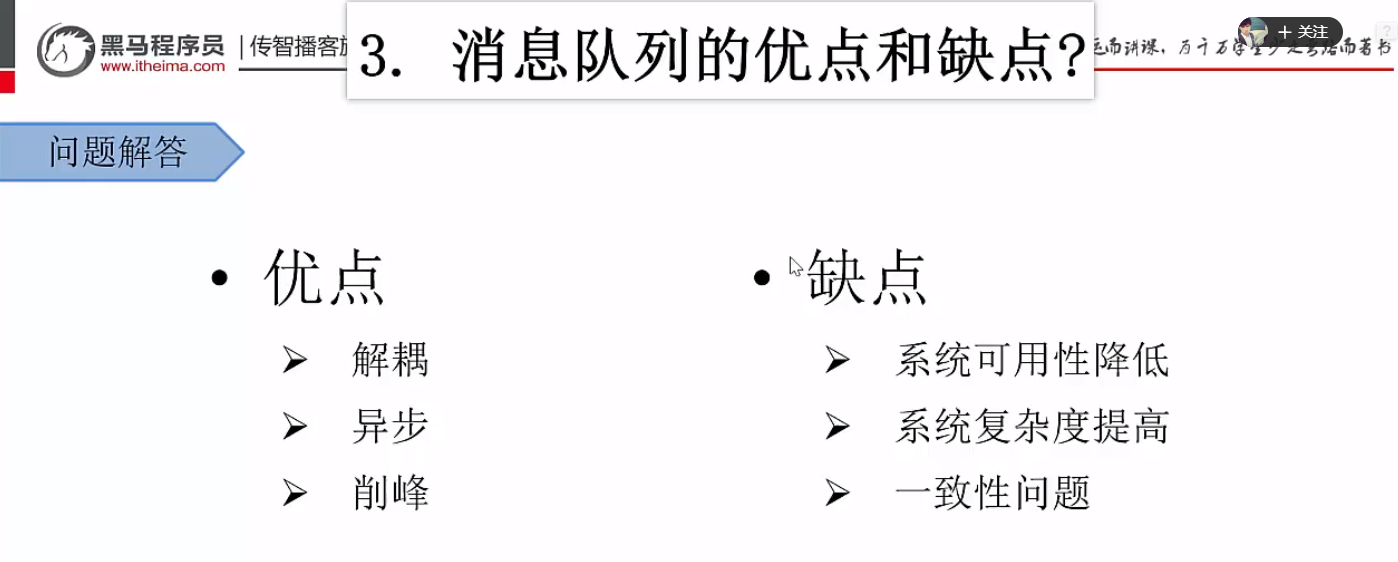 黑马程序员
www.itheima.com
传智播客旗
3. 消息队列的优点和缺点?
+ 关注
问题解答
优点
解耦
异步
削峰
缺点
系统可用性降低
系统复杂度提高
一致性问题